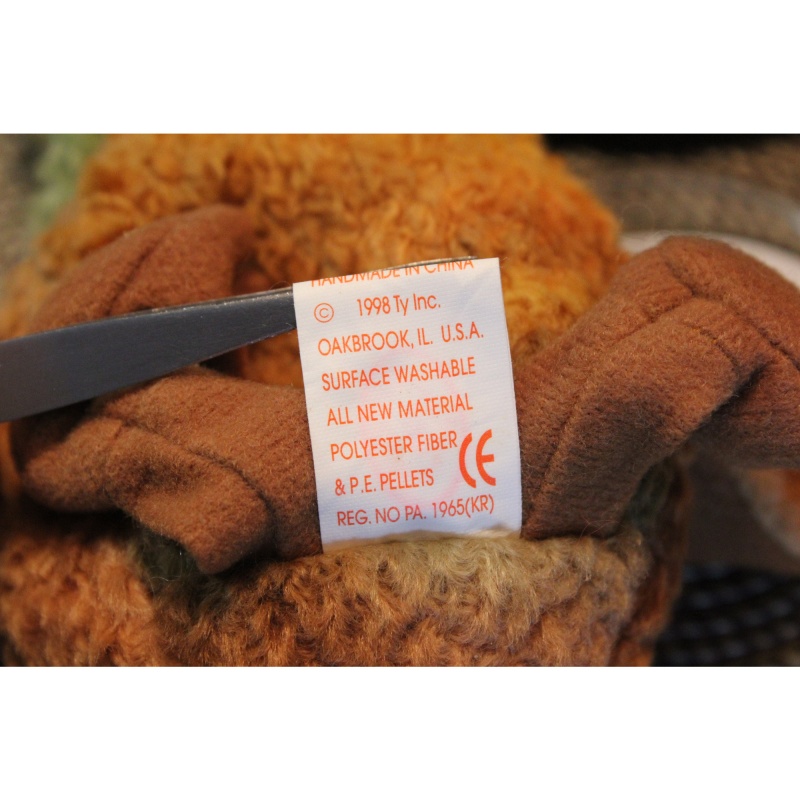 HANDMADE IN CHINA
© 1998 Ty Inc.
OAKBROOK, IL. U.S.A.
SURFACE WASHABLE
ALL NEW MATERIAL
POLYESTER FIBER
& P.E. PELLETS
CE
REG. NO PA. 1965(KR)